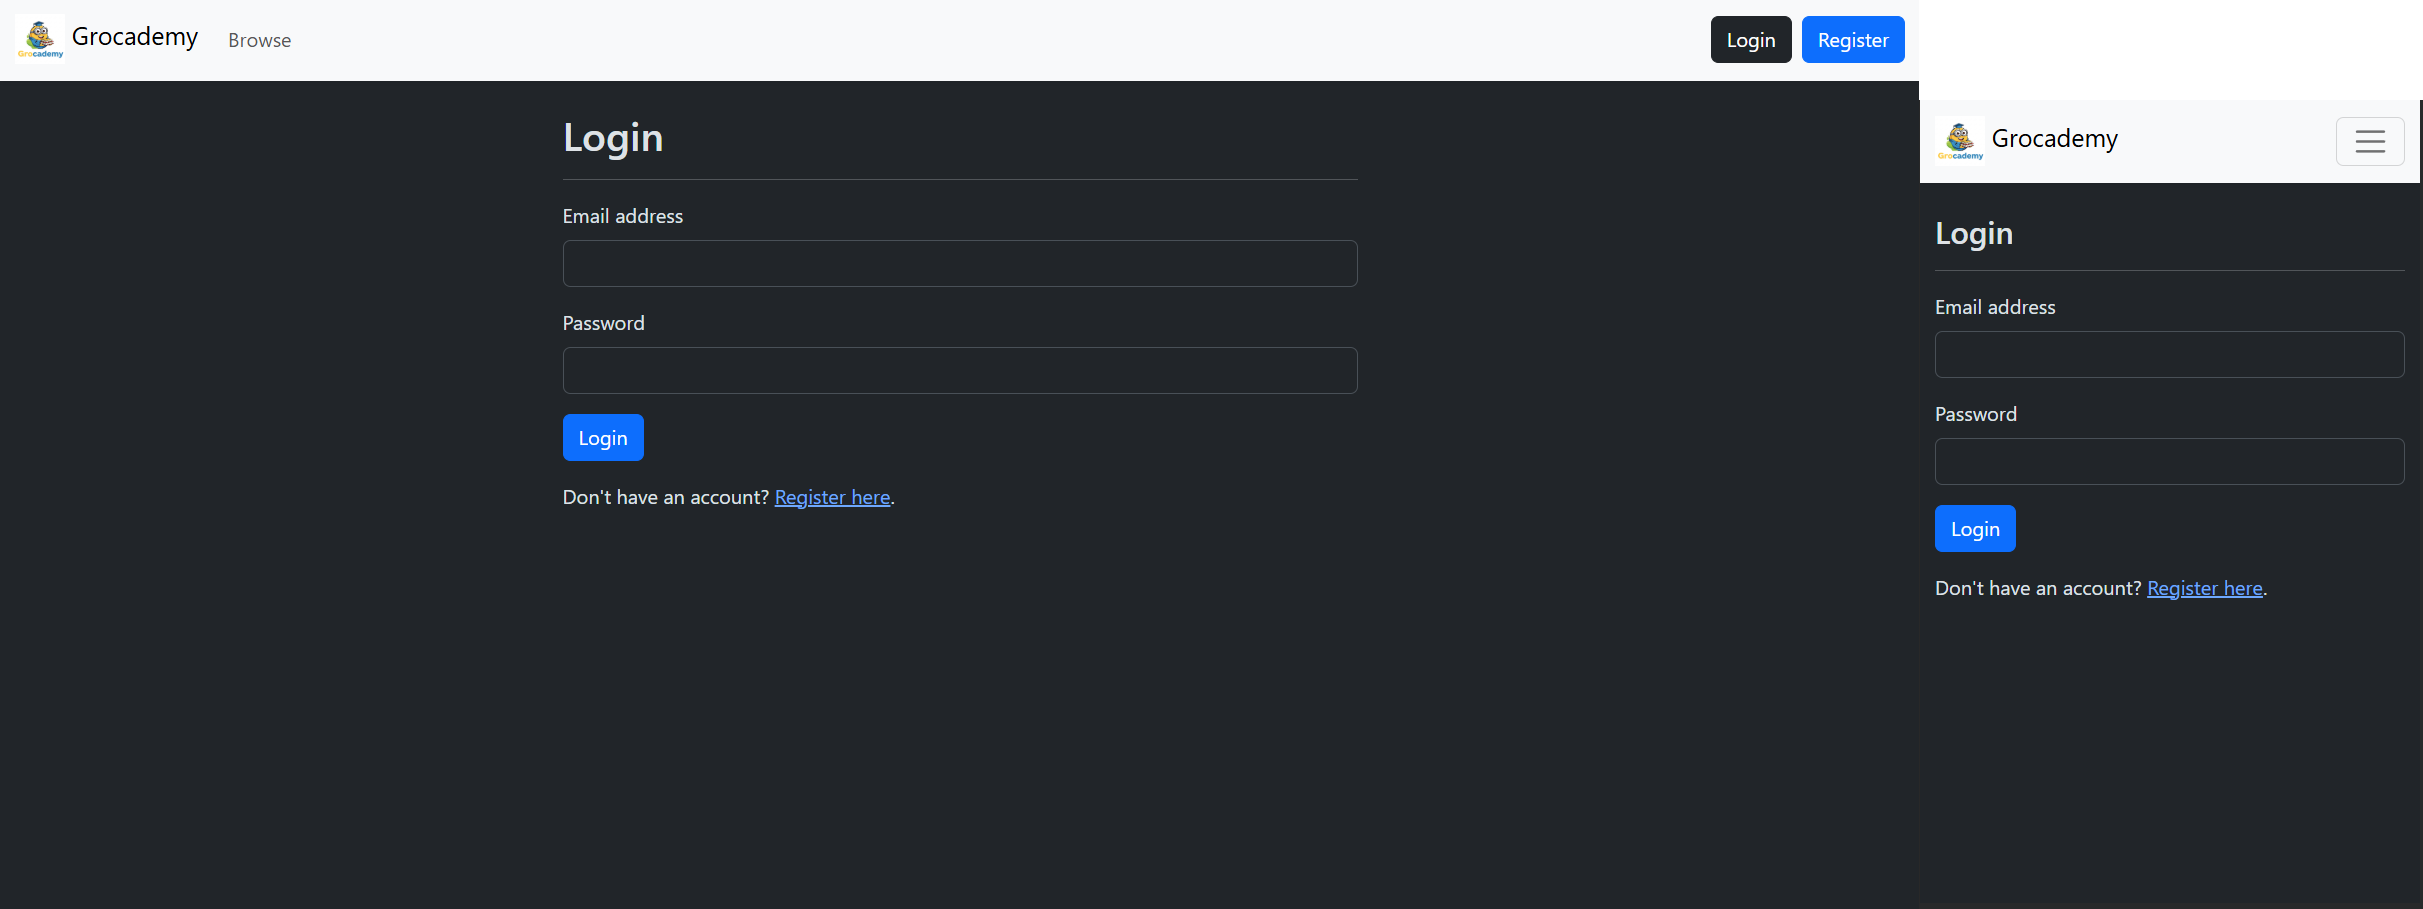 Grocademy Grocademy Browse Login Register
Login
Email address
Password
Login
Don't have an account? Register here.
Grocademy Grocademy
Login
Email address
Password
Login
Don't have an account? Register here.